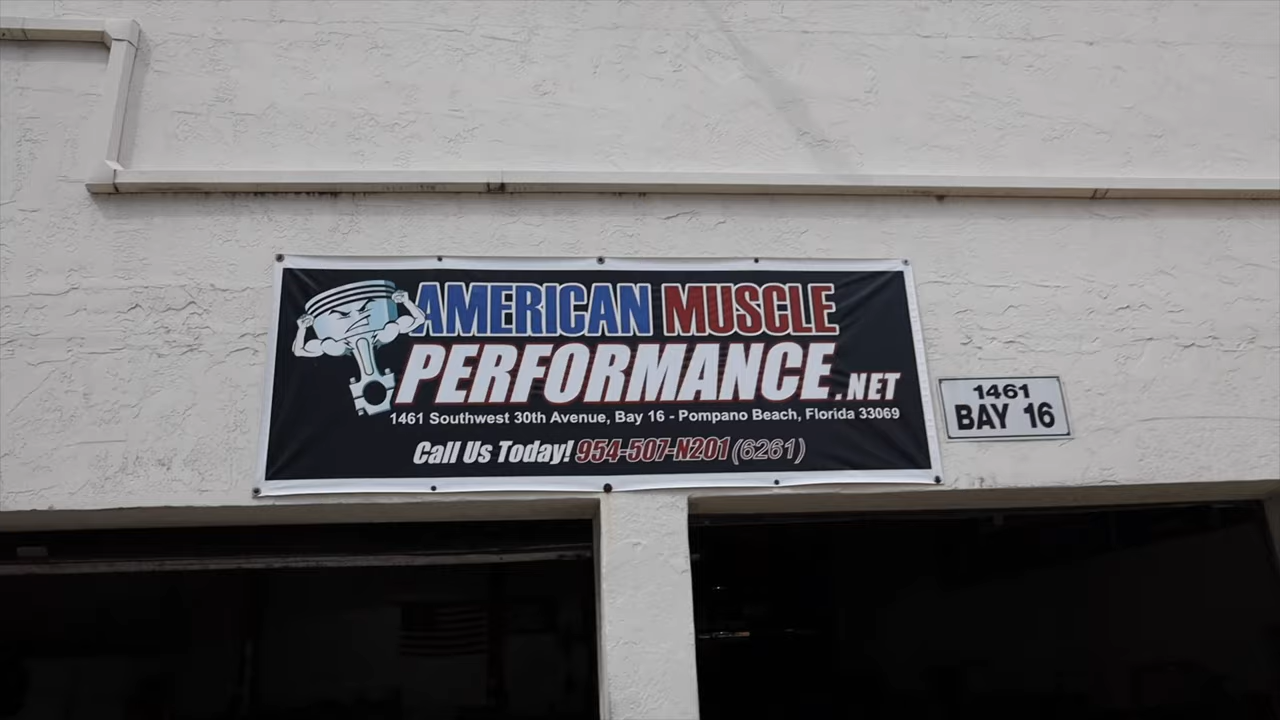 AMERICAN MUSCLE
PERFORMANCE.NET
1461 Southwest 30th Avenue, Bay 16 - Pompano Beach, Florida 33069
Call Us Today! 954-507-N201 (6261)
1461
BAY 16